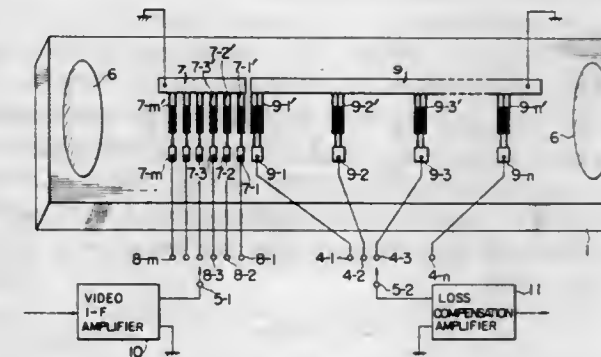 7 7-3' 7-2' 7-1' 9
6 7-m' 9-1' 9-2' 9-3' 9-n' 6
7-m 7-3 7-2 7-1 9-1 9-2 9-3 9-n
8-m 8-3 8-2 8-1 4-1 4-2 4-3 4-n 1
5-1 5-2 11
VIDEO
I-F
AMPLIFIER
10
LOSS
COMPENSATION
AMPLIFIER